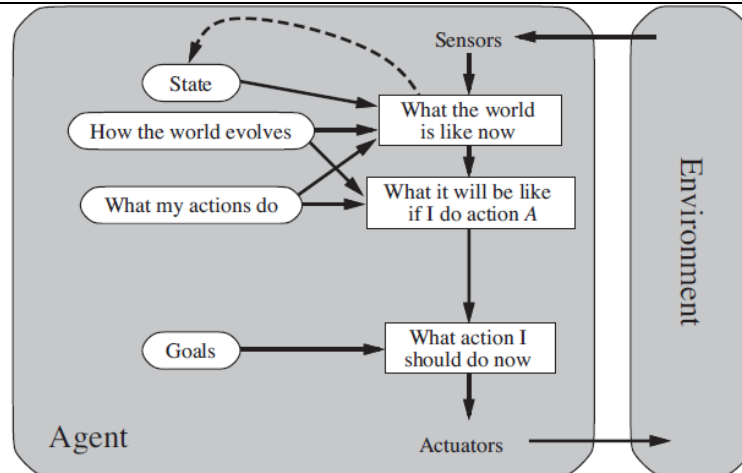 Sensors
State
What the world
is like now
How the world evolves
What my actions do
What it will be like
if I do action A
Goals
What action I
should do now
Agent
Actuators
Environment